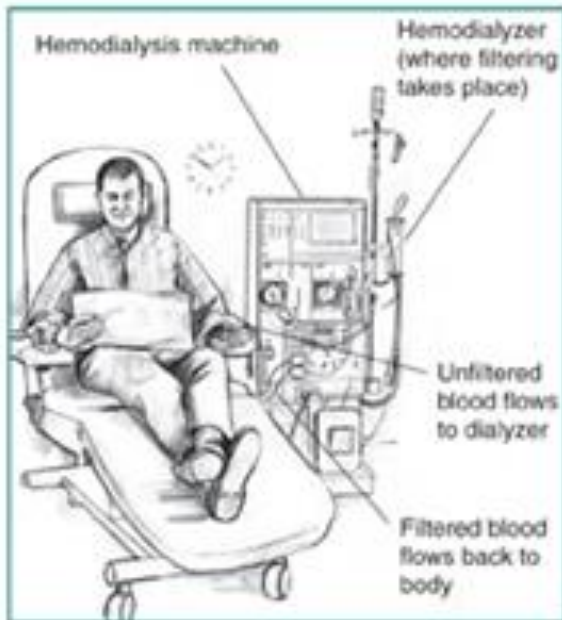 Hemodialysis machine
Hemodialyzer
(where filtering
takes place)
Unfiltered
blood flows
to dialyzer
Filtered blood
flows back to
body